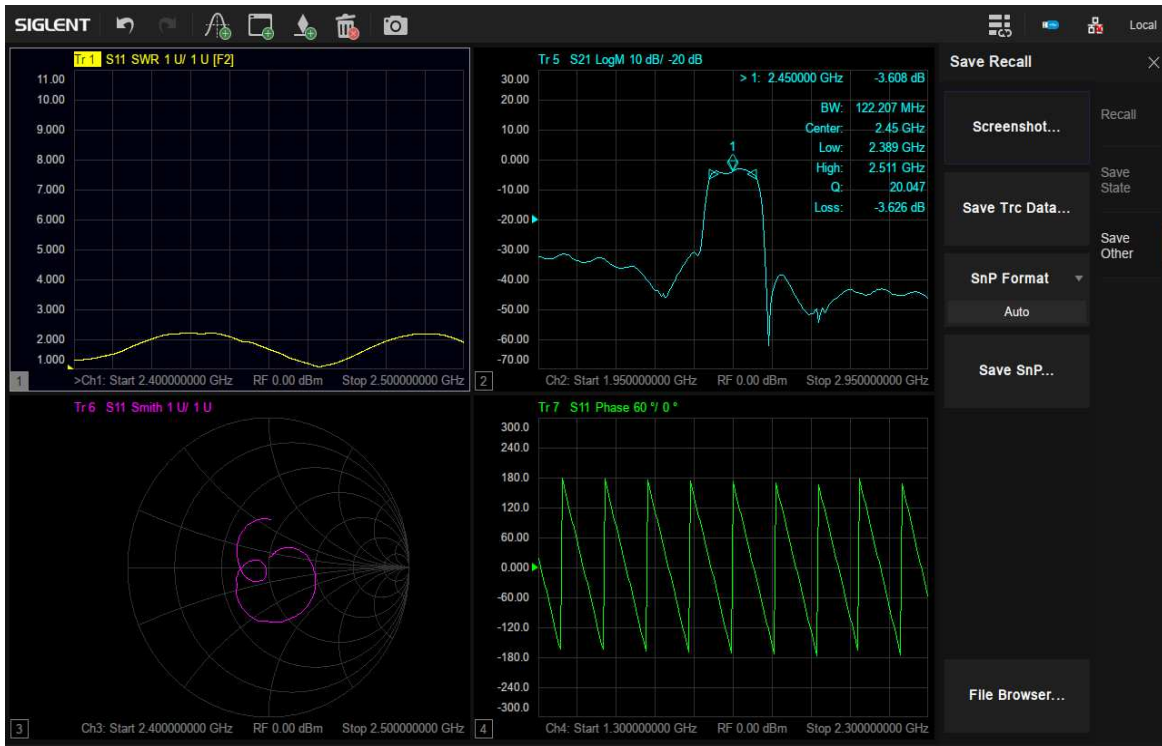 SIGLENT
Local
Tr 1 S11 SWR 1 U/ 1 U [F2]
11.00
10.00
9.000
8.000
7.000
6.000
5.000
4.000
3.000
2.000
1.000
1
>Ch1: Start 2.400000000 GHz RF 0.00 dBm Stop 2.500000000 GHz
Tr 5 S21 LogM 10 dB/ -20 dB
> 1: 2.450000 GHz -3.608 dB
BW: 122.207 MHz
Center: 2.45 GHz
Low: 2.389 GHz
High: 2.511 GHz
Q: 20.047
Loss: -3.626 dB
1
30.00
20.00
10.00
0.000
-10.00
-20.00
-30.00
-40.00
-50.00
-60.00
-70.00
2
Ch2: Start 1.950000000 GHz RF 0.00 dBm Stop 2.950000000 GHz
Tr 6 S11 Smith 1 U/ 1 U
3
Ch3: Start 2.400000000 GHz RF 0.00 dBm Stop 2.500000000 GHz
Tr 7 S11 Phase 60 °/ 0 °
300.0
240.0
180.0
120.0
60.00
0.000
-60.00
-120.0
-180.0
-240.0
-300.0
4
Ch4: Start 1.300000000 GHz RF 0.00 dBm Stop 2.300000000 GHz
Save Recall
Screenshot...
Save Trc Data...
SnP Format
Auto
Save SnP...
File Browser...
Recall
Save
State
Save
Other